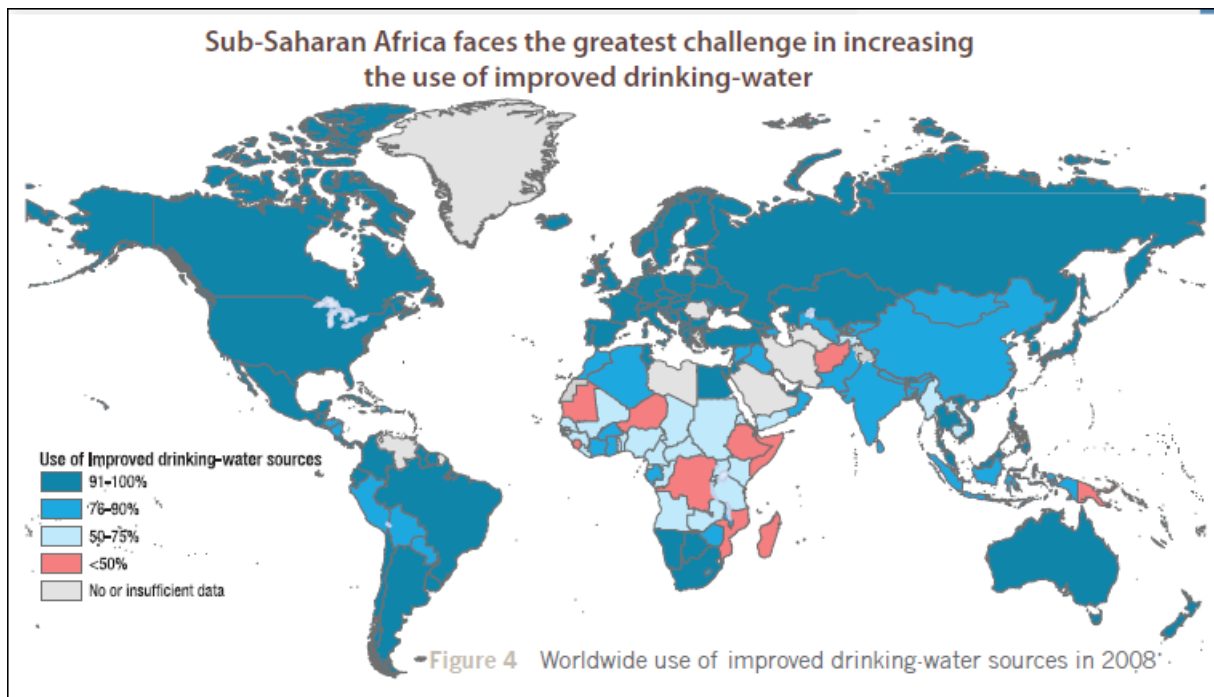 Sub-Saharan Africa faces the greatest challenge in increasing
the use of improved drinking-water
Use of Improved drinking-water sources
91–100%
76–90%
50–75%
<50%
No or insufficient data
Figure 4 Worldwide use of improved drinking-water sources in 2008